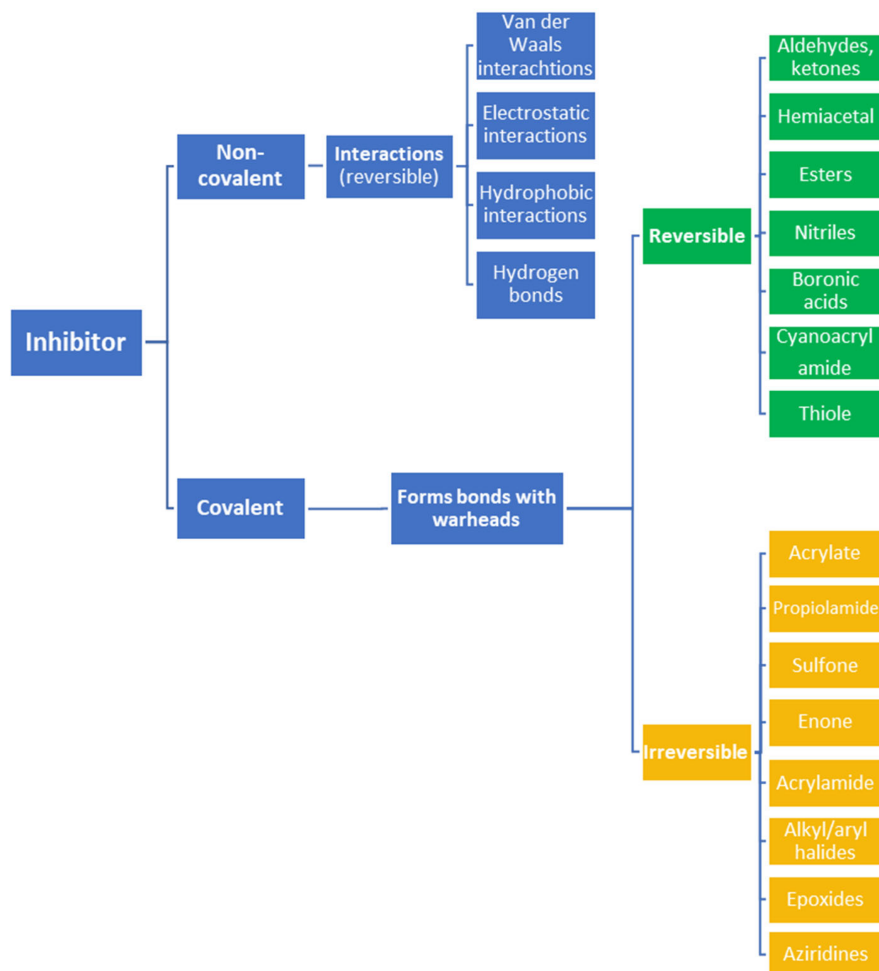 Inhibitor
Non-
covalent
Interactions
(reversible)
Van der
Waals
interachtions
Electrostatic
interactions
Hydrophobic
interactions
Hydrogen
bonds
Covalent
Forms bonds with
warheads
Reversible
Aldehydes,
ketones
Hemiacetal
Esters
Nitriles
Boronic
acids
Cyanoacryl
amide
Thiole
Irreversible
Acrylate
Propiolamide
Sulfone
Enone
Acrylamide
Alkyl/aryl
halides
Epoxides
Aziridines